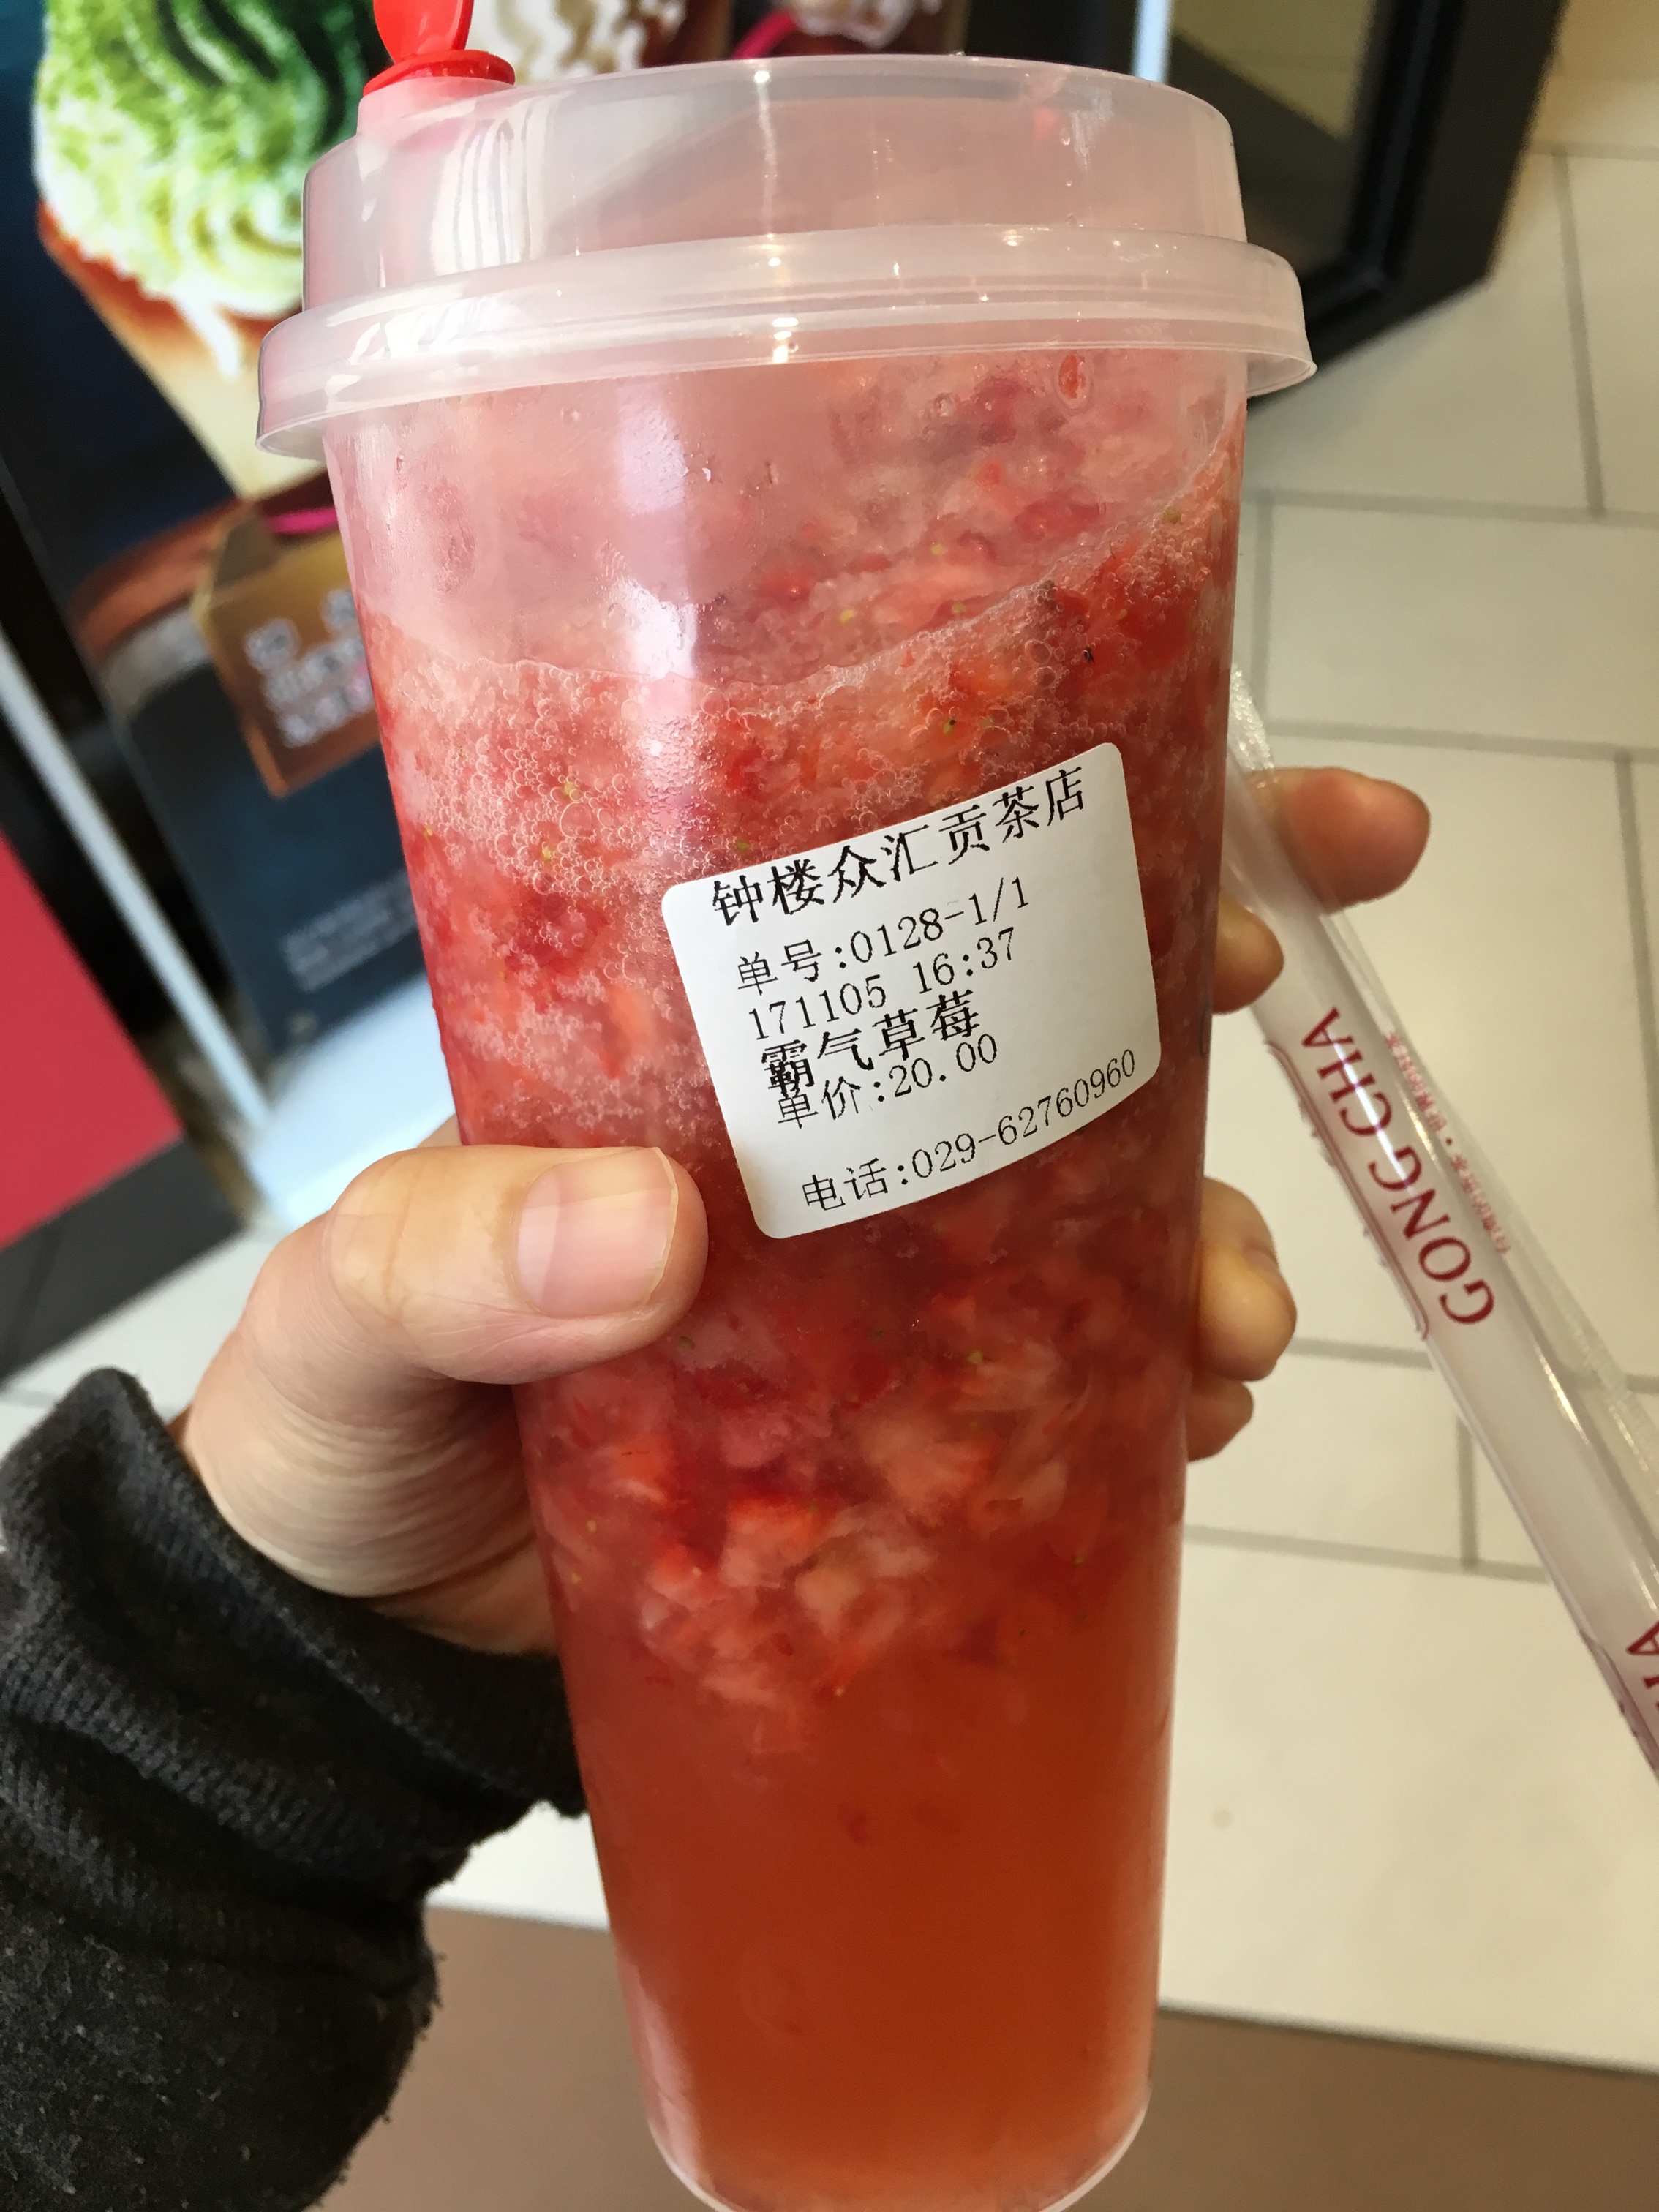 钟楼众汇贡茶店
单号:0128-1/1
171105 16:37
霸气草莓
单价:20.00
电话:029-62760960
GONG CHA